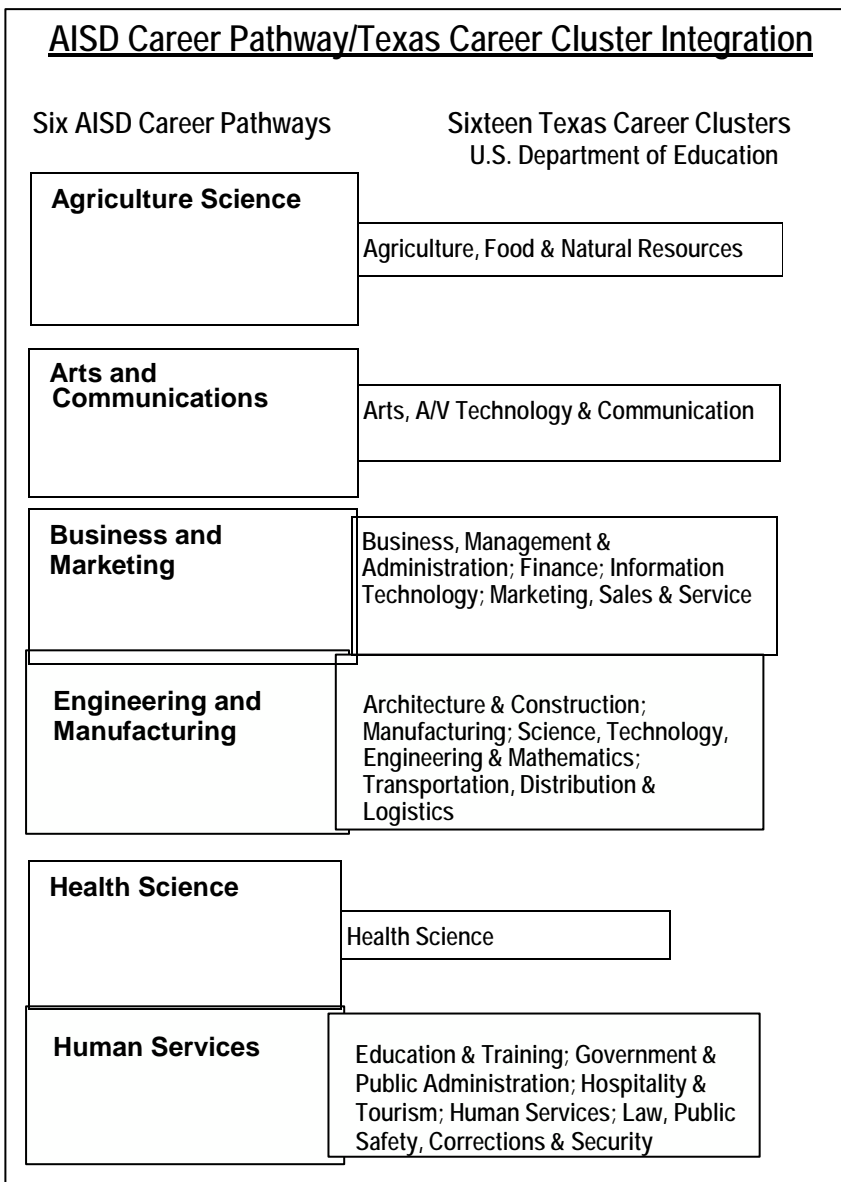 AISD Career Pathway/Texas Career Cluster Integration
Six AISD Career Pathways
Sixteen Texas Career Clusters
U.S. Department of Education
Agriculture Science
Agriculture, Food & Natural Resources
Arts and
Communications
Arts, A/V Technology & Communication
Business and
Marketing
Business, Management &
Administration; Finance; Information
Technology; Marketing, Sales & Service
Engineering and
Manufacturing
Architecture & Construction;
Manufacturing; Science, Technology,
Engineering & Mathematics;
Transportation, Distribution &
Logistics
Health Science
Health Science
Human Services
Education & Training; Government &
Public Administration; Hospitality &
Tourism; Human Services; Law, Public
Safety, Corrections & Security